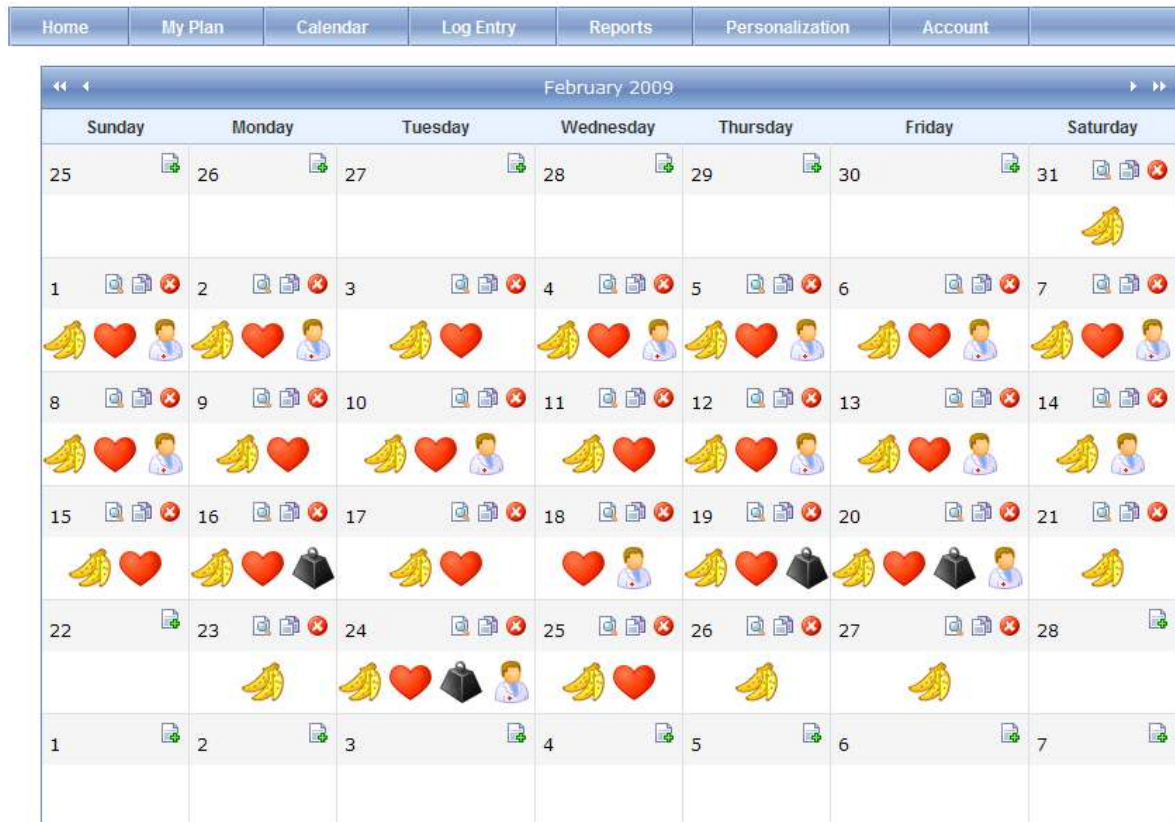 Home My Plan Calendar Log Entry Reports Personalization Account
February 2009
Sunday Monday Tuesday Wednesday Thursday Friday Saturday
25 26 27 28 29 30 31
1 2 3 4 5 6 7
8 9 10 11 12 13 14
15 16 17 18 19 20 21
22 23 24 25 26 27 28
1 2 3 4 5 6 7